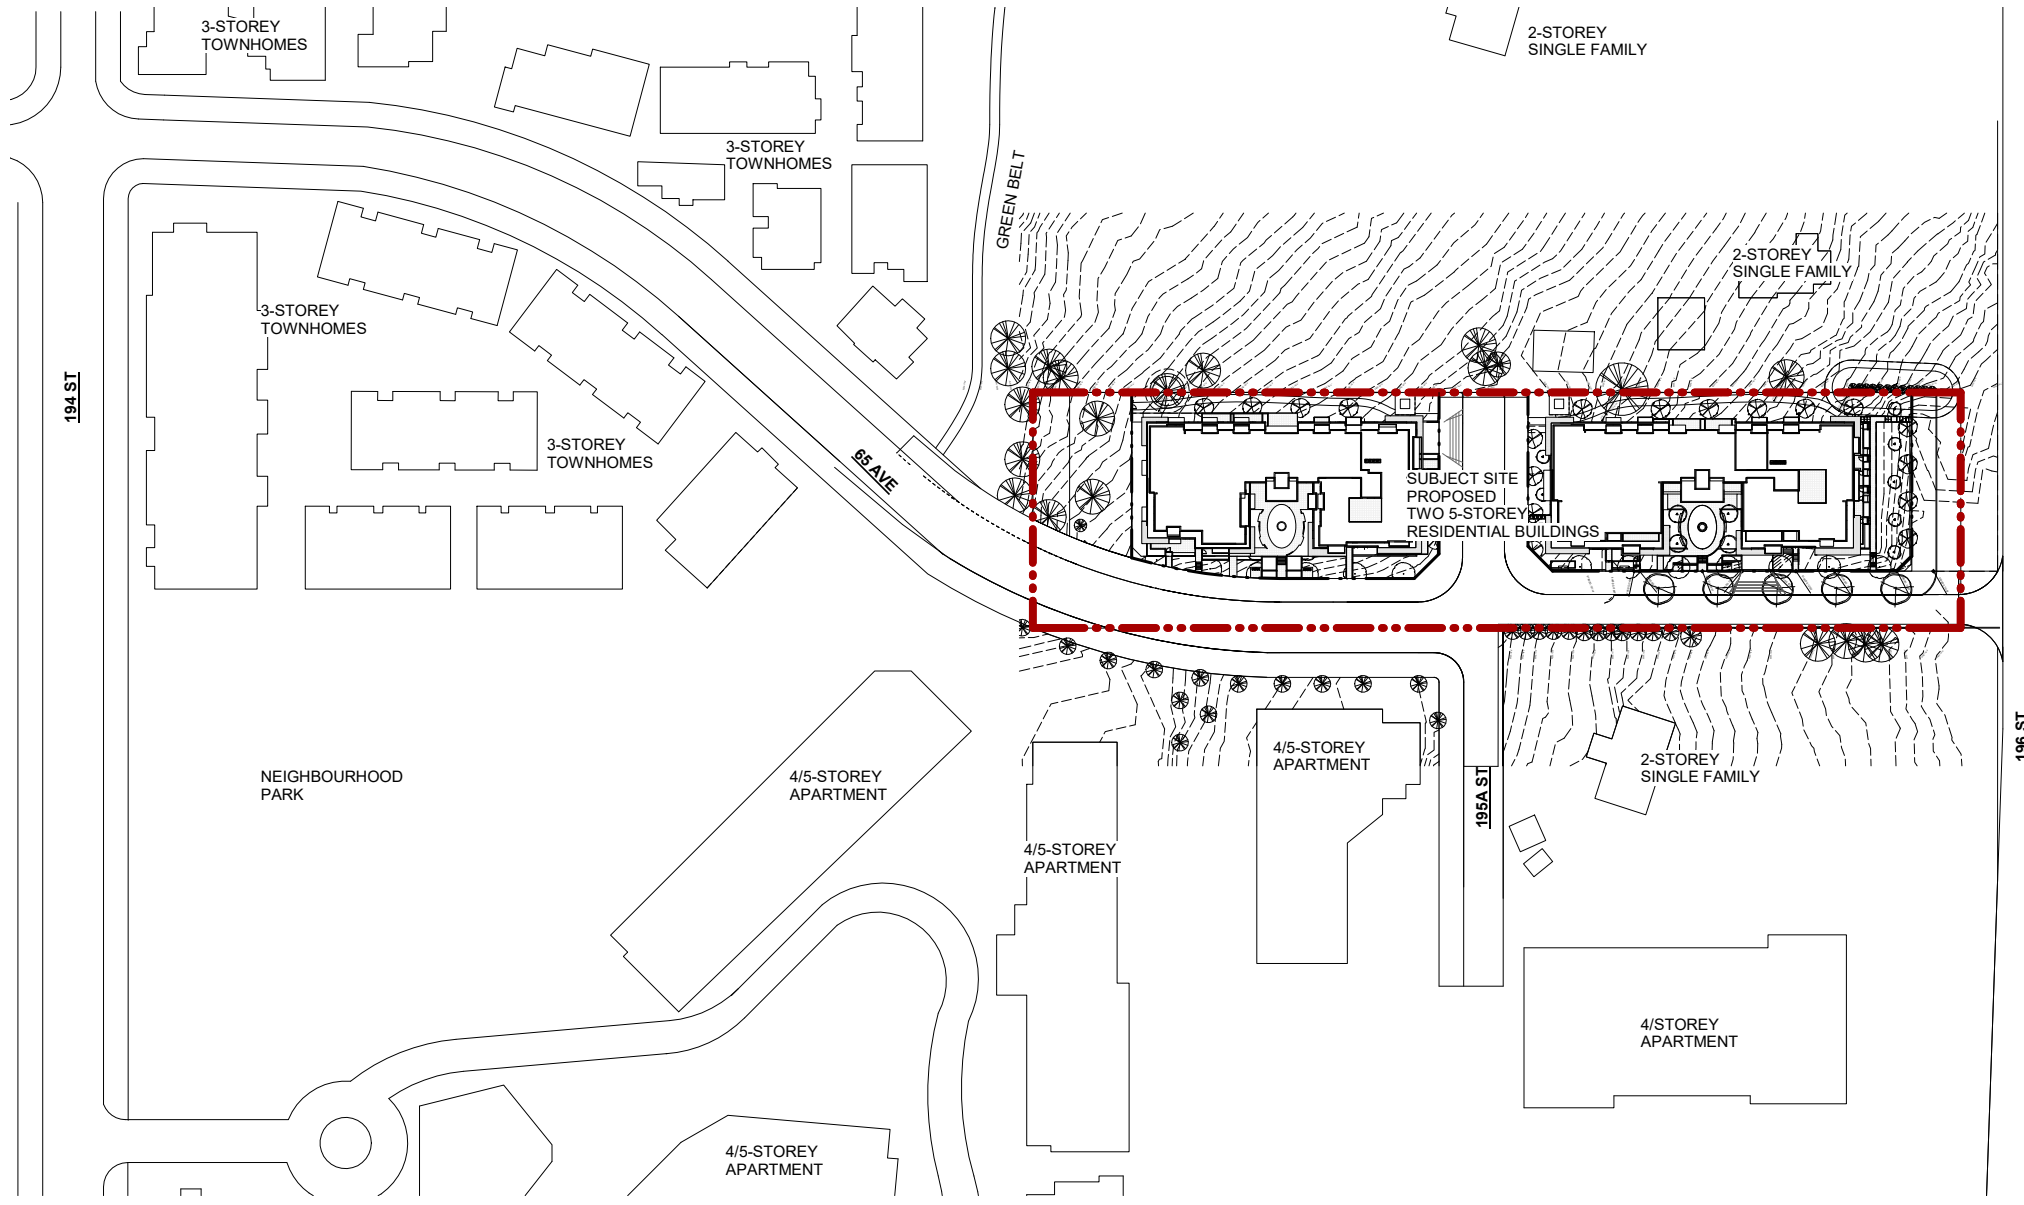 3-STOREY
TOWNHOMES
2-STOREY
SINGLE FAMILY
3-STOREY
TOWNHOMES
GREEN BELT
2-STOREY
SINGLE FAMILY
3-STOREY
TOWNHOMES
194 ST
3-STOREY
TOWNHOMES
65 AVE
SUBJECT SITE
PROPOSED
TWO 5-STOREY
RESIDENTIAL BUILDINGS
196 ST
4/5-STOREY
APARTMENT
2-STOREY
SINGLE FAMILY
NEIGHBOURHOOD
PARK
4/5-STOREY
APARTMENT
195A ST
4/5-STOREY
APARTMENT
4/STOREY
APARTMENT
4/5-STOREY
APARTMENT